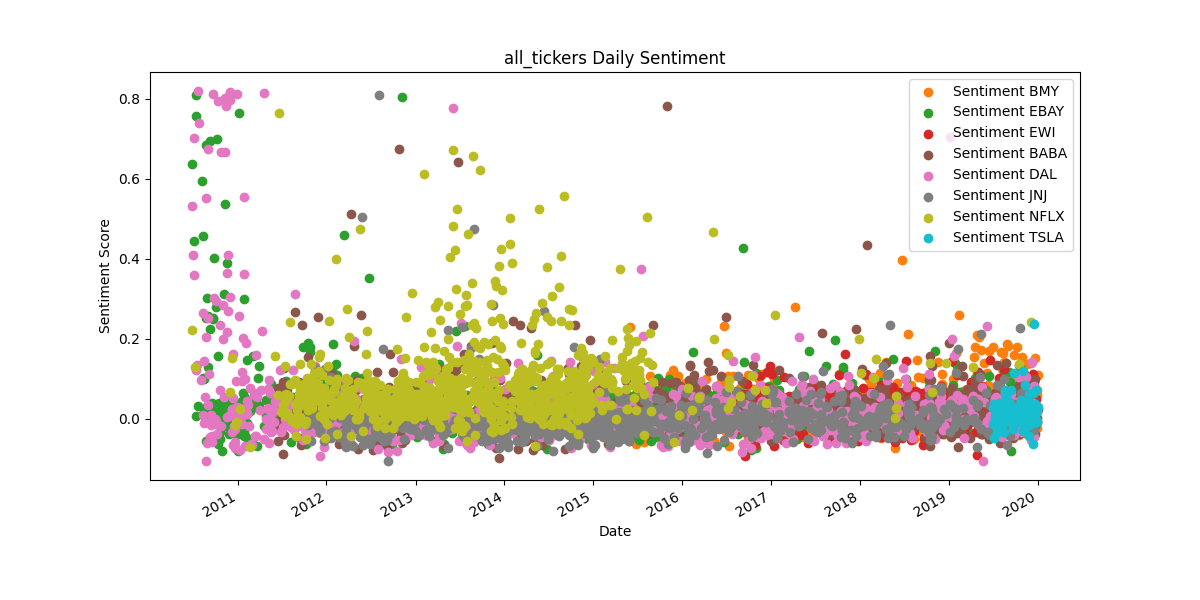 all_tickers Daily Sentiment
Sentiment Score
0.8
0.6
0.4
0.2
0.0
Sentiment BMY
Sentiment EBAY
Sentiment EWI
Sentiment BABA
Sentiment DAL
Sentiment JNJ
Sentiment NFLX
Sentiment TSLA
2011
2012
2013
2014
2015
2016
2017
2018
2019
2020
Date